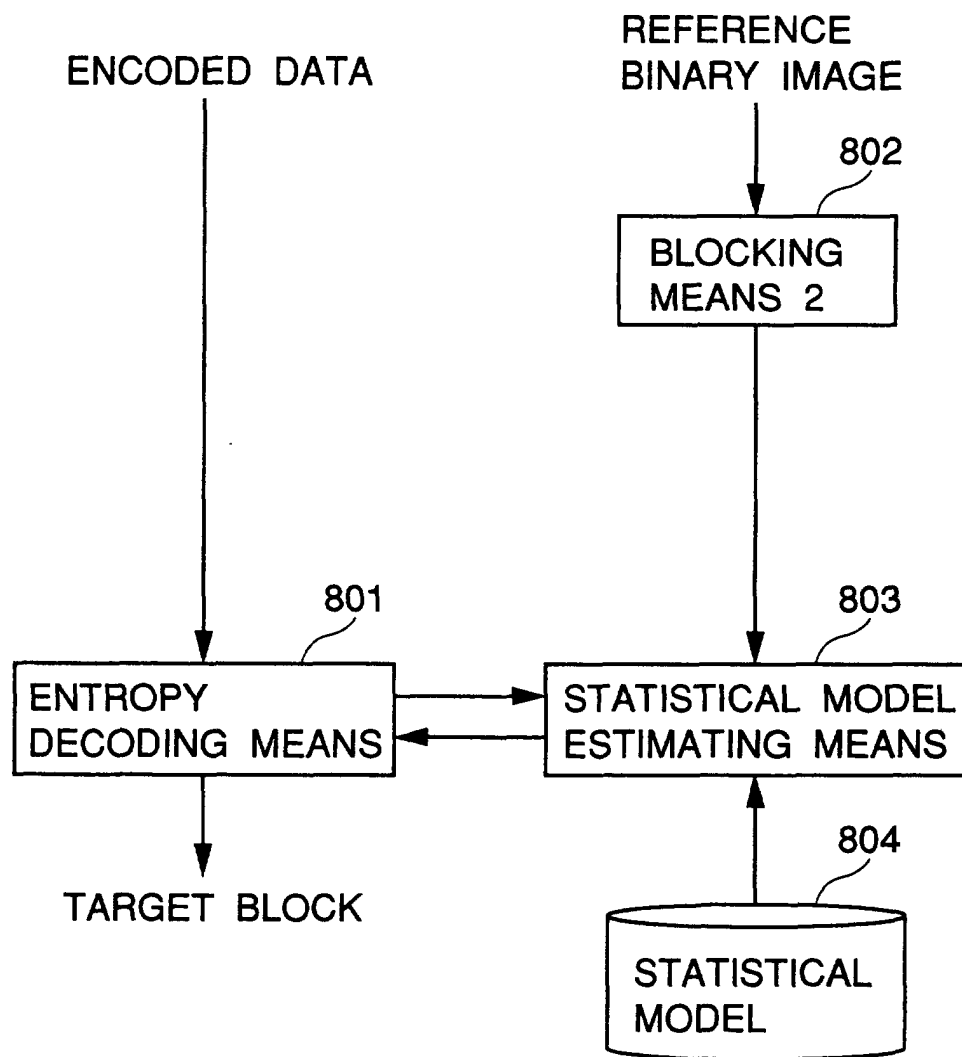 ENCODED DATA
REFERENCE
BINARY IMAGE
802
BLOCKING
MEANS 2
801
ENTROPY
DECODING MEANS
803
STATISTICAL MODEL
ESTIMATING MEANS
TARGET BLOCK
804
STATISTICAL
MODEL